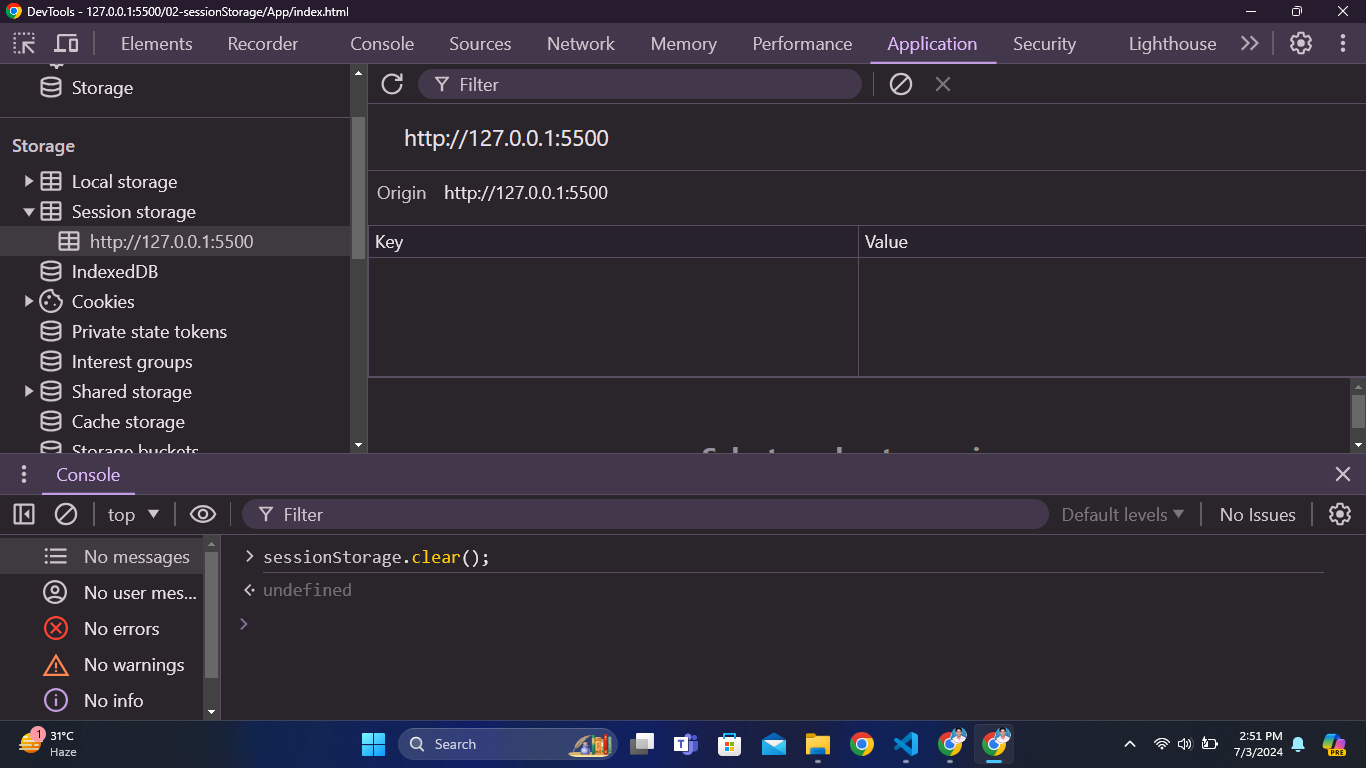 DevTools - 127.0.0.1:5500/02-sessionStorage/App/index.html
Elements Recorder Console Sources Network Memory Performance Application Security Lighthouse
Storage
Filter
Storage
Local storage
Session storage
http://127.0.0.1:5500
IndexedDB
Cookies
Private state tokens
Interest groups
Shared storage
Cache storage
Storage buckets
http://127.0.0.1:5500
Origin http://127.0.0.1:5500
Key Value
Console
top Filter Default levels No Issues
No messages
No user mes...
No errors
No warnings
No info
> sessionStorage.clear();
undefined
>
1
31°C
Haze
Search
2:51 PM
7/3/2024
PRE